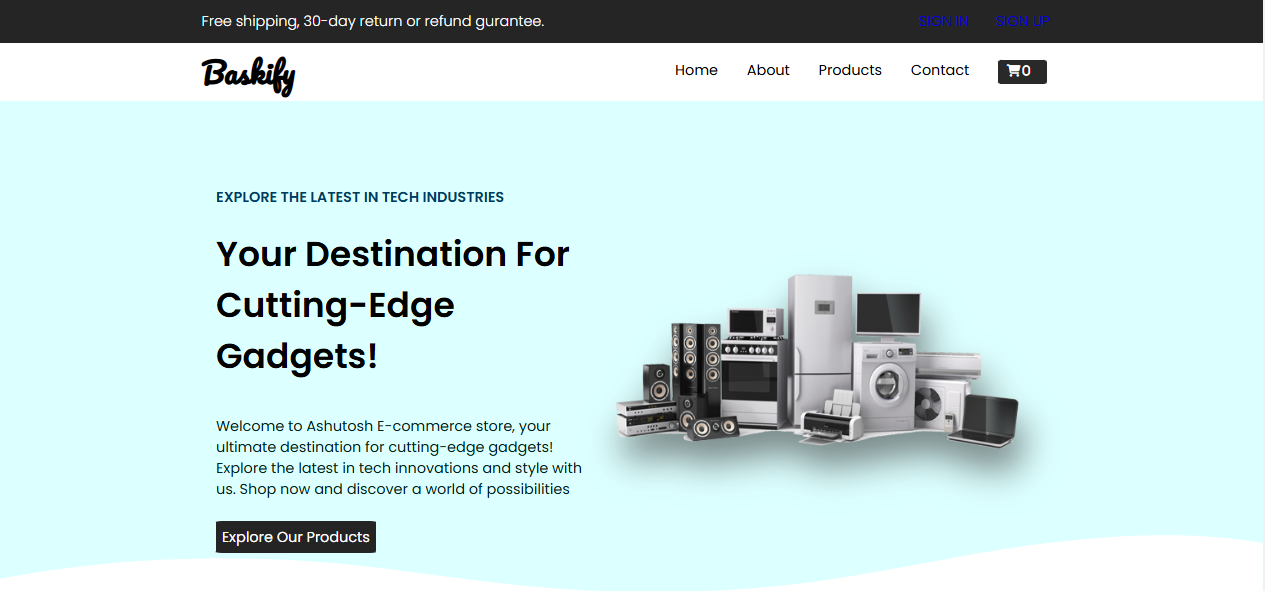 Free shipping, 30-day return or refund gurantee.
SIGN IN SIGN UP
Baskify
Home About Products Contact 0
EXPLORE THE LATEST IN TECH INDUSTRIES
Your Destination For
Cutting-Edge
Gadgets!
Welcome to Ashutosh E-commerce store, your
ultimate destination for cutting-edge gadgets!
Explore the latest in tech innovations and style with
us. Shop now and discover a world of possibilities
Explore Our Products